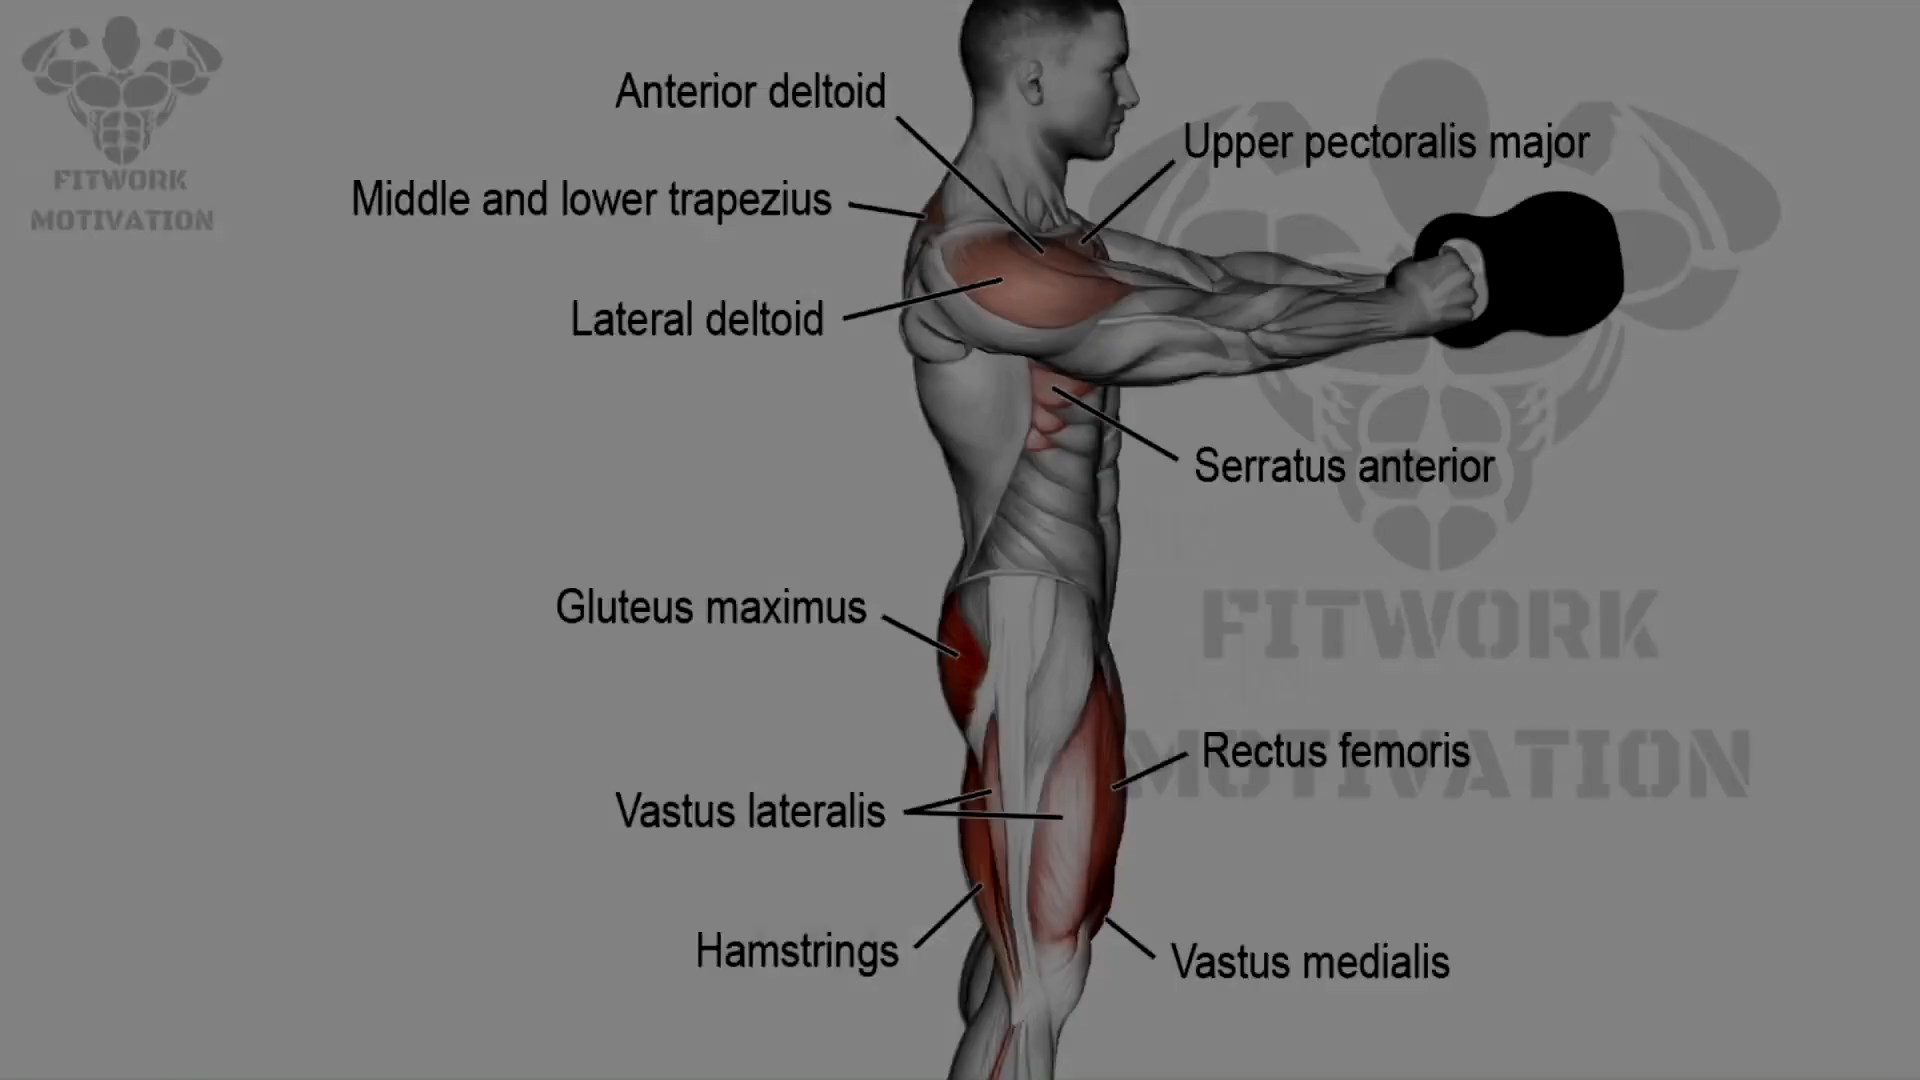 FITWORK
MOTIVATION
Anterior deltoid
Upper pectoralis major
Middle and lower trapezius
Lateral deltoid
Serratus anterior
Gluteus maximus
FITWORK
MOTIVATION
Rectus femoris
Vastus lateralis
Hamstrings
Vastus medialis